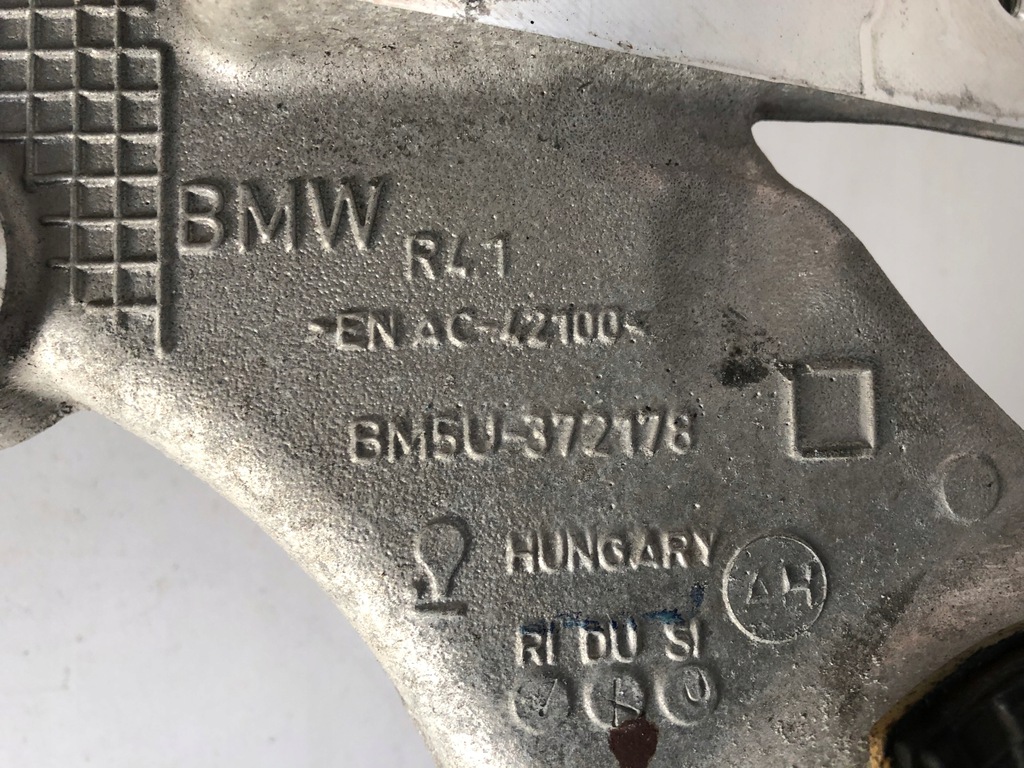 BMW R41
>EN AC-42100<
BM5U-372178
HUNGARY
AH
RI DU SI